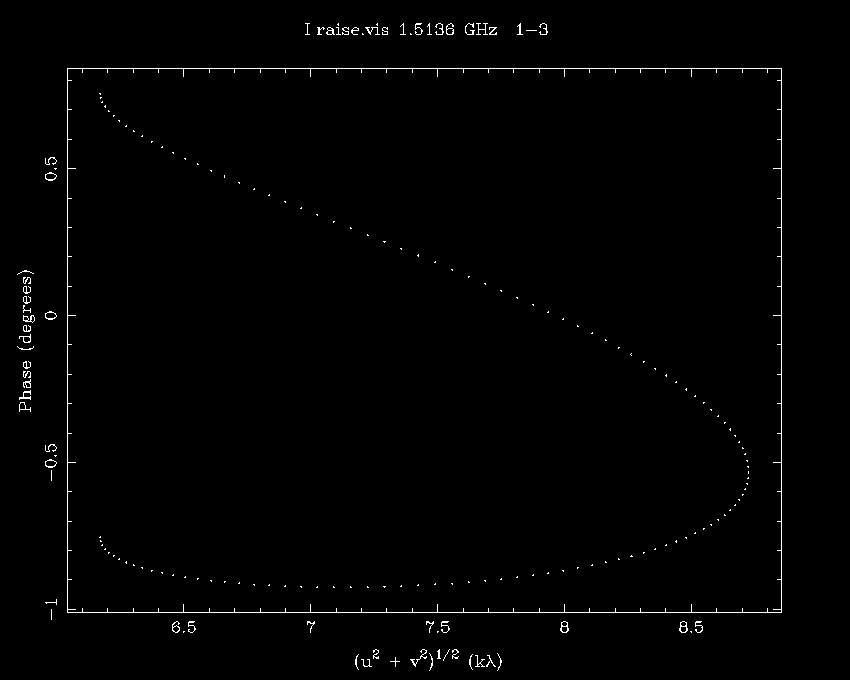 I raise.vis 1.5136 GHz 1−3
0.5
0
−0.5
−1
Phase (degrees)
6.5 7 7.5 8 8.5
(u² + v²)¹/² (kλ)